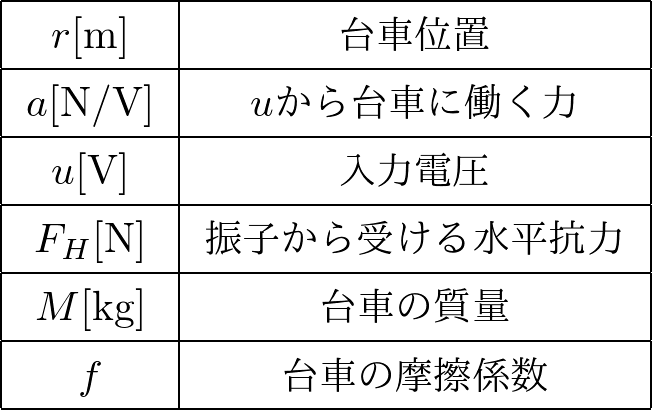 r[m] 台車位置
a[N/V] uから台車に働く力
u[V] 入力電圧
F_H[N] 振子から受ける水平抗力
M[kg] 台車の質量
f 台車の摩擦係数